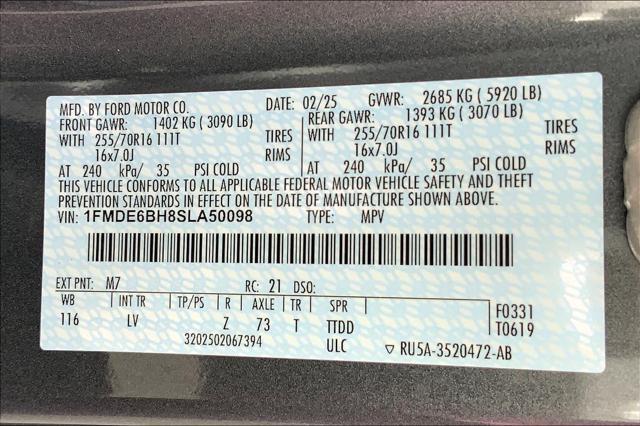 MFD. BY FORD MOTOR CO. DATE: 02/25 GVWR: 2685 KG ( 5920 LB)
FRONT GAWR: 1402 KG ( 3090 LB) REAR GAWR: 1393 KG ( 3070 LB)
WITH 255/70R16 111T TIRES WITH 255/70R16 111T TIRES
16x7.0J RIMS 16x7.0J RIMS
AT 240 kPa/ 35 PSI COLD AT 240 kPa/ 35 PSI COLD
THIS VEHICLE CONFORMS TO ALL APPLICABLE FEDERAL MOTOR VEHICLE SAFETY AND THEFT
PREVENTION STANDARDS IN EFFECT ON THE DATE OF MANUFACTURE SHOWN ABOVE.
VIN: 1FMDE6BH8SLA50098 TYPE: MPV
EXT PNT: M7 RC: 21 DSO:
WB INT TR TP/PS R AXLE TR SPR F0331
116 LV Z 73 T TTDD T0619
3202502067394 ULC ▽ RU5A-3520472-AB